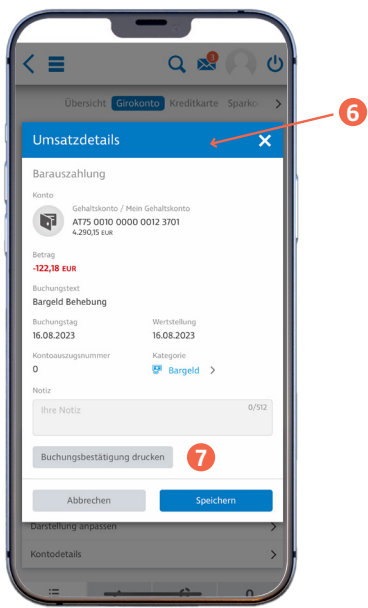 3
Übersicht Girokonto Kreditkarte Sparko
6
Umsatzdetails
Barauszahlung
Konto
Gehaltskonto / Mein Gehaltskonto
AT75 0010 0000 0012 3701
4.290,15 EUR
Betrag
-122,18 EUR
Buchungstext
Bargeld Behebung
Buchungstag Wertstellung
16.08.2023 16.08.2023
Kontoauszugsnummer Kategorie
0 Bargeld
Notiz
Ihre Notiz 0/512
Buchungsbestätigung drucken 7
Abbrechen Speichern
Darstellung anpassen
Kontodetails